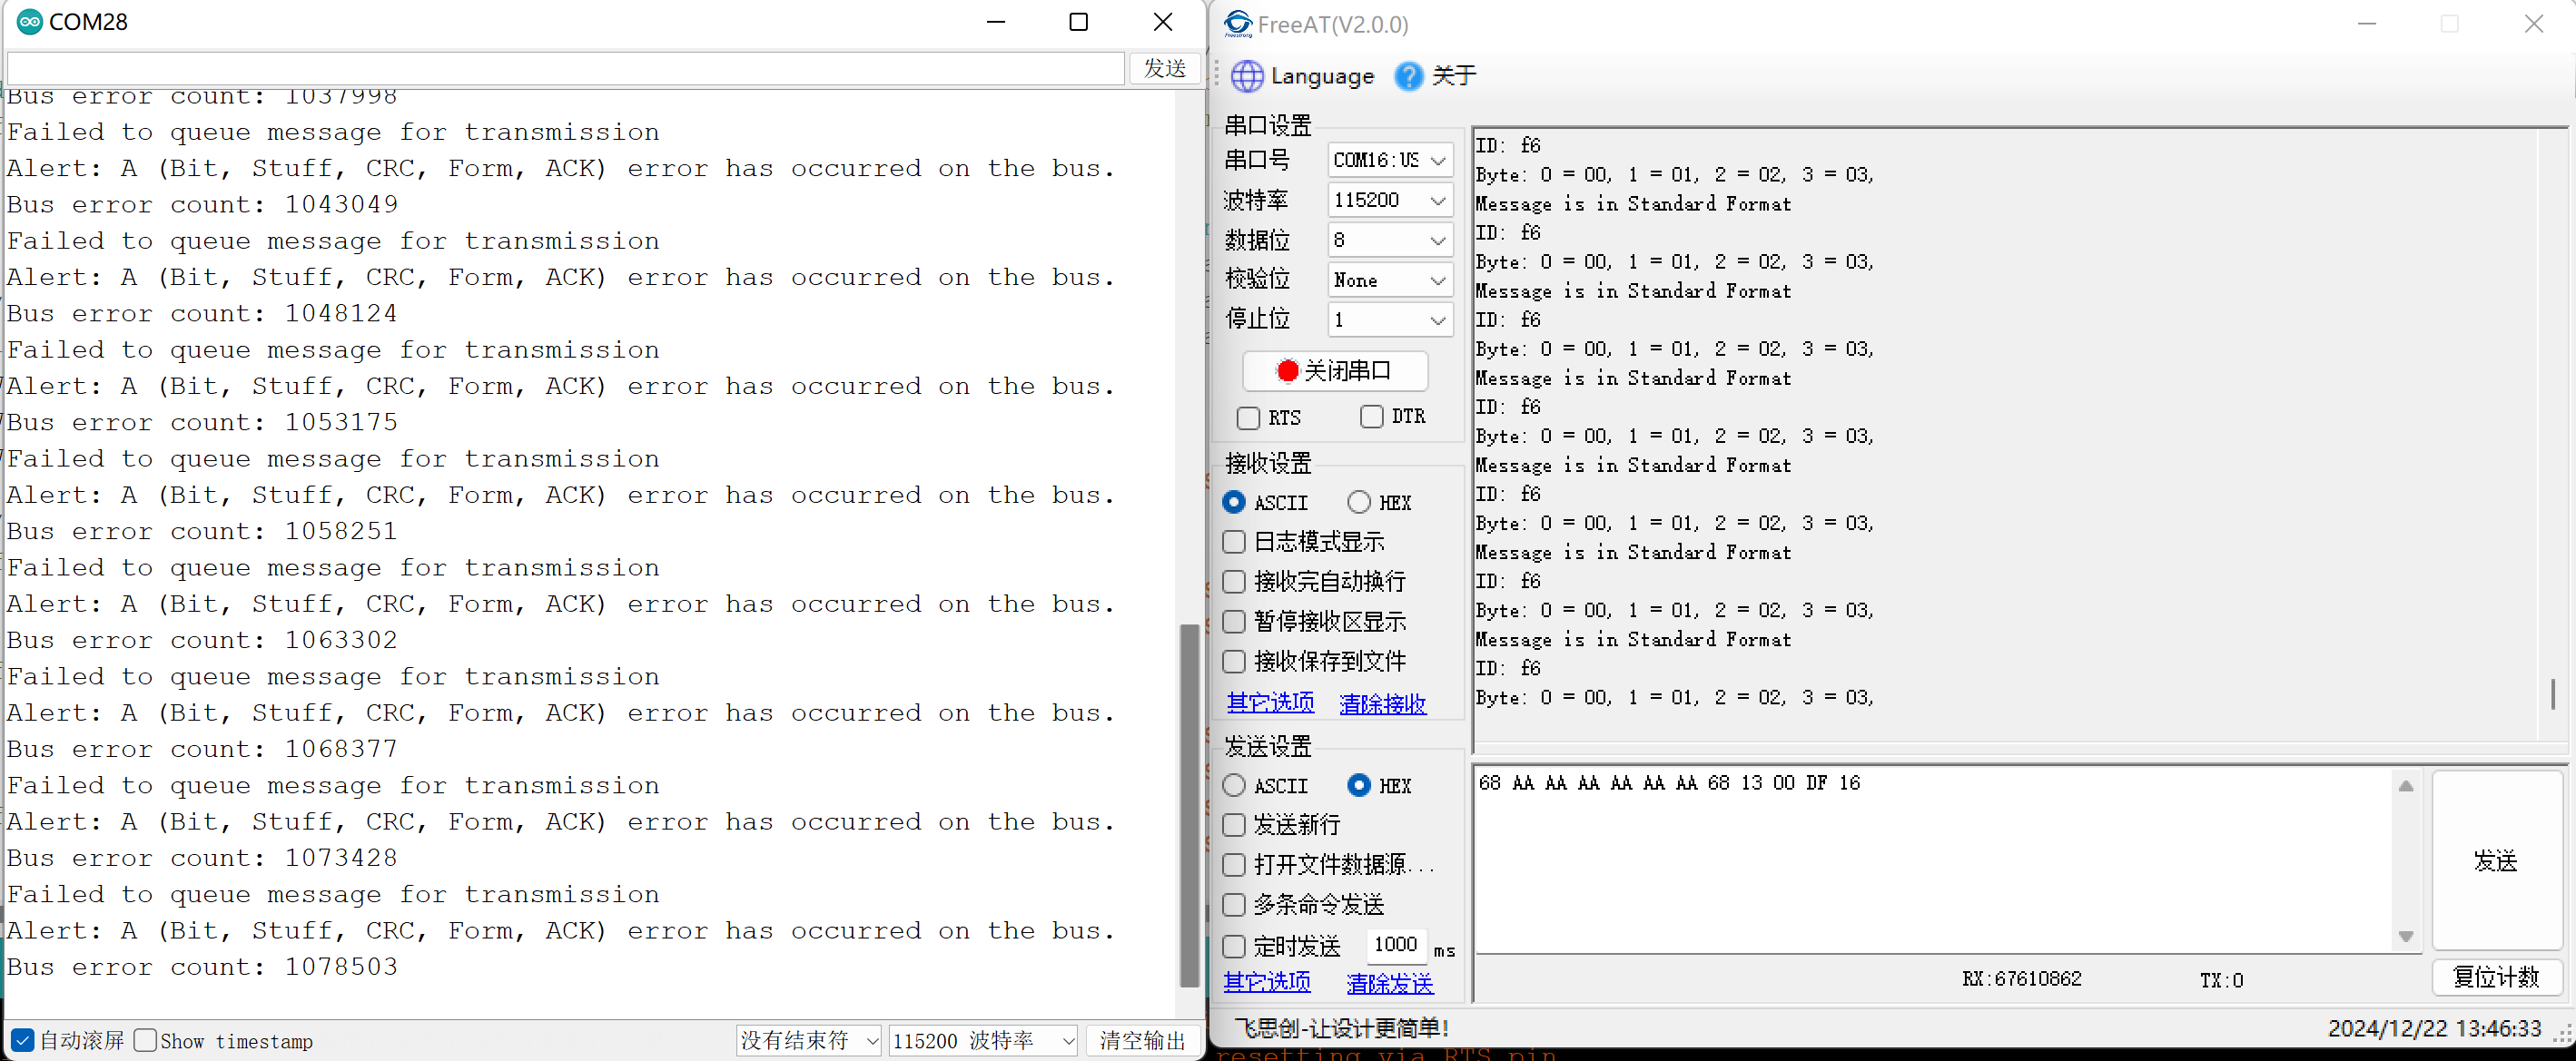 COM28
发送
Bus error count: 1037998
Failed to queue message for transmission
Alert: A (Bit, Stuff, CRC, Form, ACK) error has occurred on the bus.
Bus error count: 1043049
Failed to queue message for transmission
Alert: A (Bit, Stuff, CRC, Form, ACK) error has occurred on the bus.
Bus error count: 1048124
Failed to queue message for transmission
Alert: A (Bit, Stuff, CRC, Form, ACK) error has occurred on the bus.
Bus error count: 1053175
Failed to queue message for transmission
Alert: A (Bit, Stuff, CRC, Form, ACK) error has occurred on the bus.
Bus error count: 1058251
Failed to queue message for transmission
Alert: A (Bit, Stuff, CRC, Form, ACK) error has occurred on the bus.
Bus error count: 1063302
Failed to queue message for transmission
Alert: A (Bit, Stuff, CRC, Form, ACK) error has occurred on the bus.
Bus error count: 1068377
Failed to queue message for transmission
Alert: A (Bit, Stuff, CRC, Form, ACK) error has occurred on the bus.
Bus error count: 1073428
Failed to queue message for transmission
Alert: A (Bit, Stuff, CRC, Form, ACK) error has occurred on the bus.
Bus error count: 1078503
自动滚屏 Show timestamp 没有结束符 115200 波特率 清空输出
FreeAT(V2.0.0)
Language 关于
串口设置
串口号 COM16:US
波特率 115200
数据位 8
校验位 None
停止位 1
关闭串口
RTS DTR
接收设置
ASCII HEX
日志模式显示
接收完自动换行
暂停接收区显示
接收保存到文件
其它选项 清除接收
发送设置
ASCII HEX
发送新行
打开文件数据源...
多条命令发送
定时发送 1000 ms
其它选项 清除发送
ID: f6
Byte: 0 = 00, 1 = 01, 2 = 02, 3 = 03,
Message is in Standard Format
ID: f6
Byte: 0 = 00, 1 = 01, 2 = 02, 3 = 03,
Message is in Standard Format
ID: f6
Byte: 0 = 00, 1 = 01, 2 = 02, 3 = 03,
Message is in Standard Format
ID: f6
Byte: 0 = 00, 1 = 01, 2 = 02, 3 = 03,
Message is in Standard Format
ID: f6
Byte: 0 = 00, 1 = 01, 2 = 02, 3 = 03,
Message is in Standard Format
ID: f6
Byte: 0 = 00, 1 = 01, 2 = 02, 3 = 03,
Message is in Standard Format
ID: f6
Byte: 0 = 00, 1 = 01, 2 = 02, 3 = 03,
68 AA AA AA AA AA AA 68 13 00 DF 16
发送
RX:67610862 TX:0 复位计数
飞思创-让设计更简单! 2024/12/22 13:46:33
resetting via RTS pin